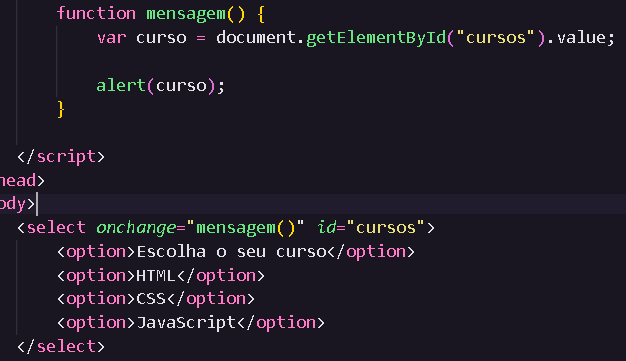 function mensagem() {
var curso = document.getElementById("cursos").value;
alert(curso);
}
</script>
head>
ody>
<select onchange="mensagem()" id="cursos">
<option>Escolha o seu curso</option>
<option>HTML</option>
<option>CSS</option>
<option>JavaScript</option>
</select>